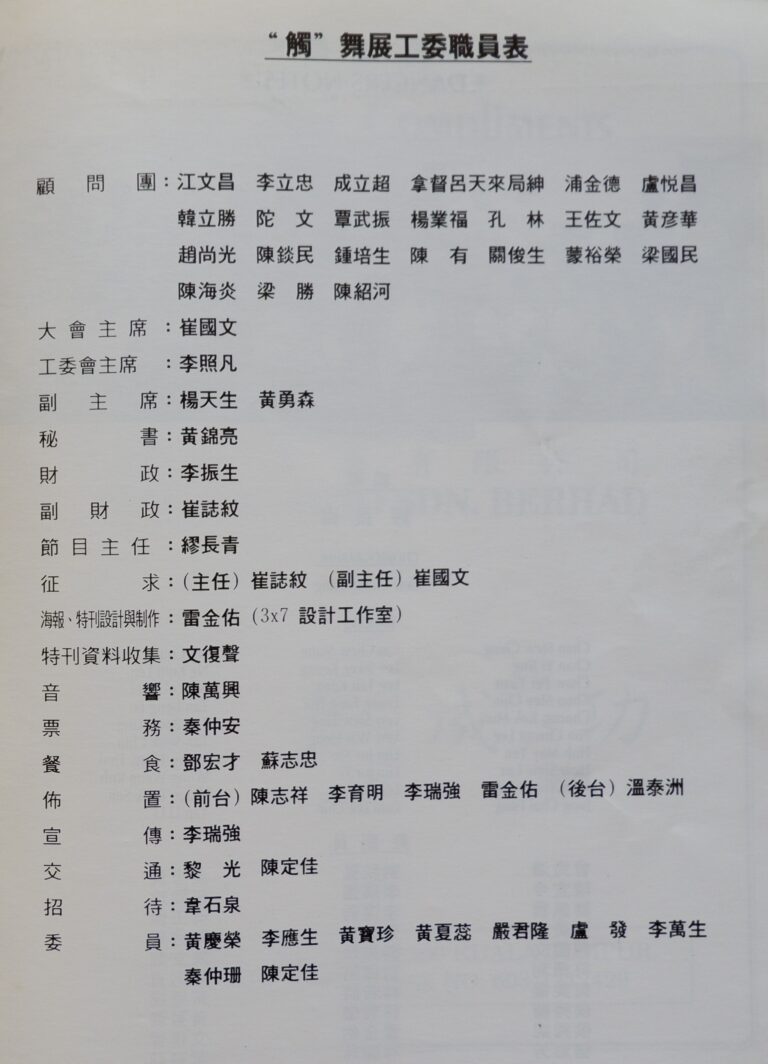 “觸”舞展工委職員表
顧問團：江文昌 李立忠 成立超 拿督呂天來局紳 浦金德 盧悦昌
韓立勝 陀文 覃武振 楊業福 孔林 王佐文 黃彦華
趙尚光 陳錟民 鍾培生 陳有 關俊生 蒙裕榮 梁國民
陳海炎 梁勝 陳紹河
大會主席：崔國文
工委會主席：李照凡
副主席：楊天生 黄勇森
秘書：黄錦亮
財政：李振生
副財政：崔誌紋
節目主任：繆長青
征求：(主任) 崔誌紋 (副主任) 崔國文
海報、特刊設計與制作：雷金佑 (3x7 設計工作室)
特刊資料收集：文復聲
音響：陳萬興
票務：秦仲安
餐食：鄧宏才 蘇志忠
佈置：(前台) 陳志祥 李育明 李瑞強 雷金佑 (後台) 溫泰洲
宣傳：李瑞強
交通：黎光 陳定佳
招待：韋石泉
委員：黄慶榮 李應生 黄寶珍 黄夏蕊 嚴君隆 盧發 李萬生
秦仲珊 陳定佳